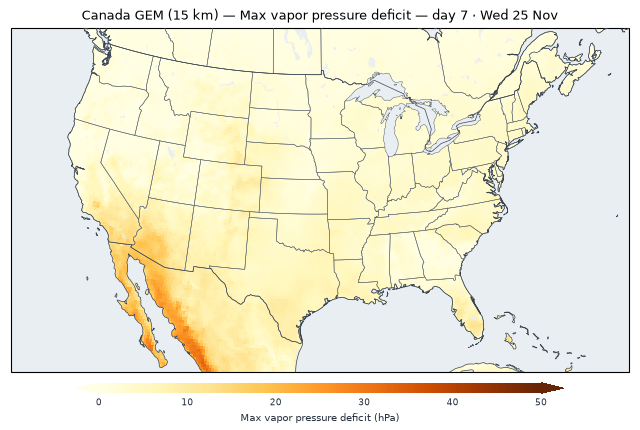 Canada GEM (15 km) — Max vapor pressure deficit — day 7 · Wed 25 Nov
0 10 20 30 40 50
Max vapor pressure deficit (hPa)